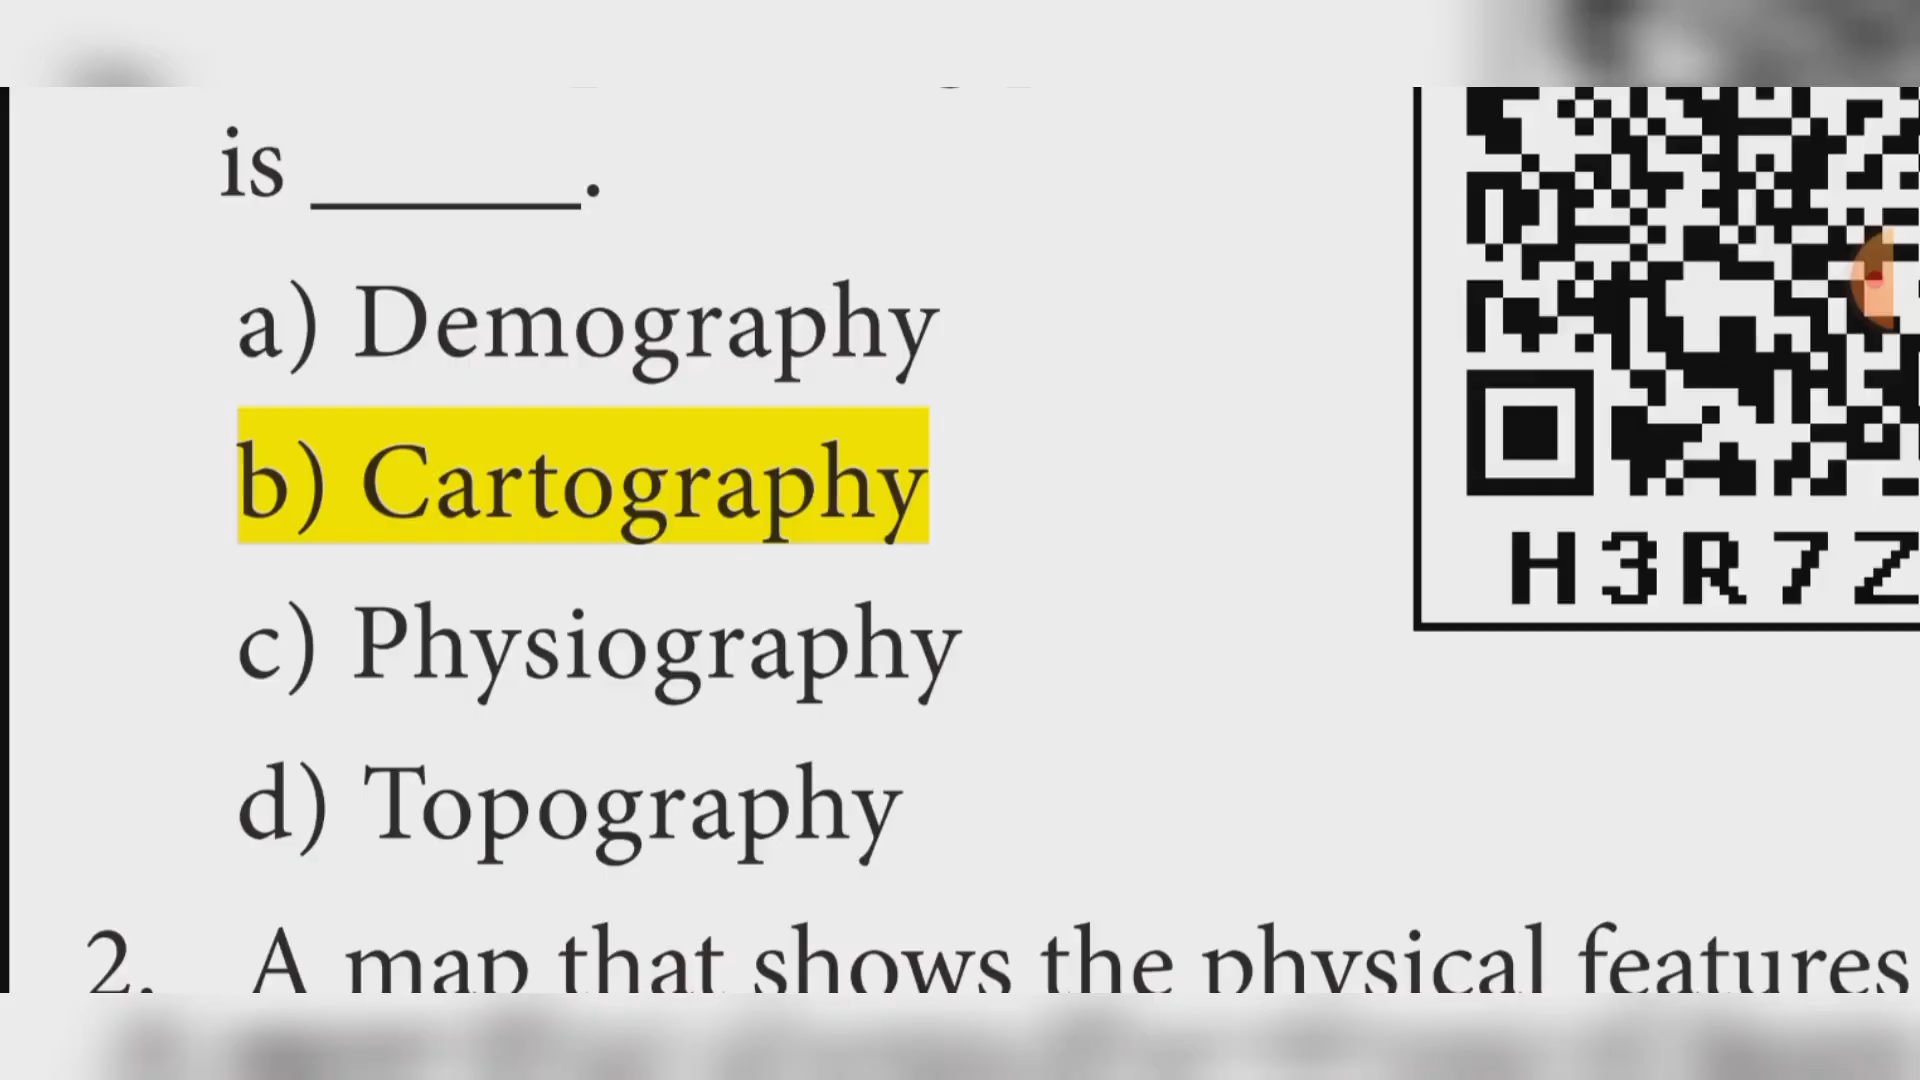 is ______.
a) Demography
b) Cartography
c) Physiography
d) Topography
H3R7Z
2. A map that shows the physical features